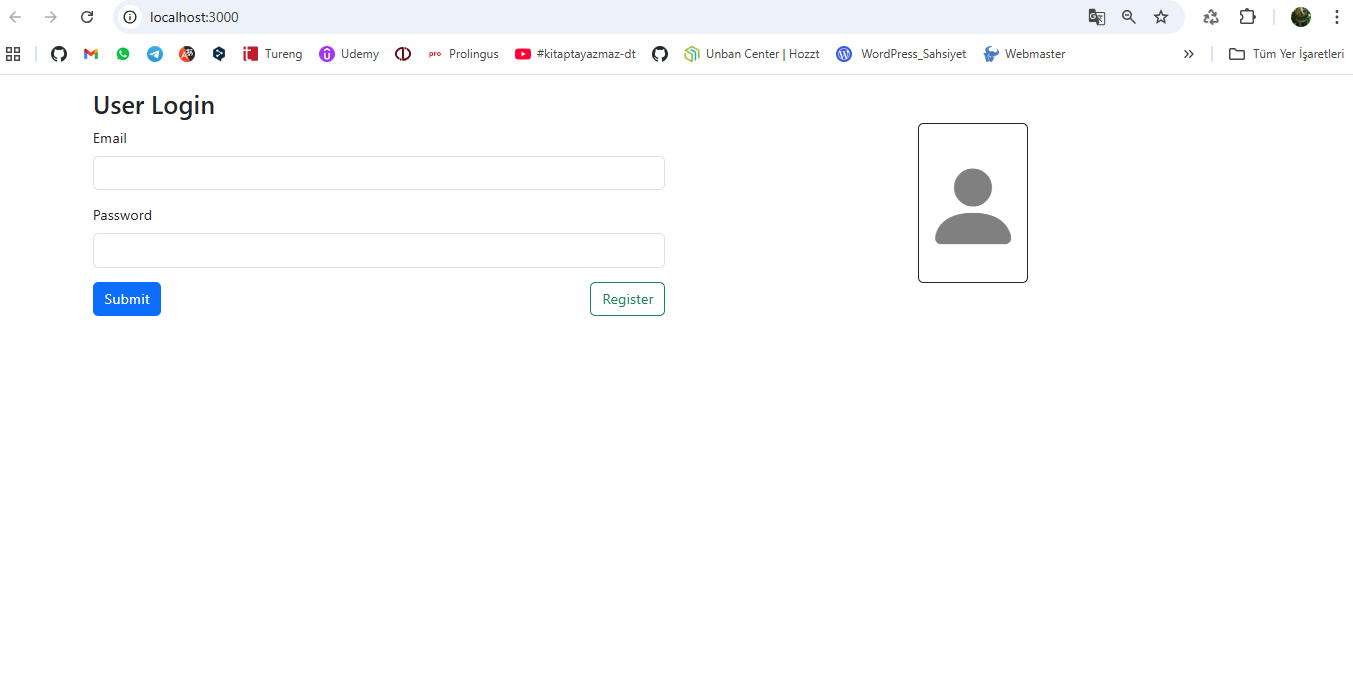 localhost:3000
Tureng Udemy pro Prolingus #kitaptayazmaz-dt Unban Center | Hozzt WordPress_Sahsiyet Webmaster Tüm Yer İşaretleri
User Login
Email
Password
Submit Register